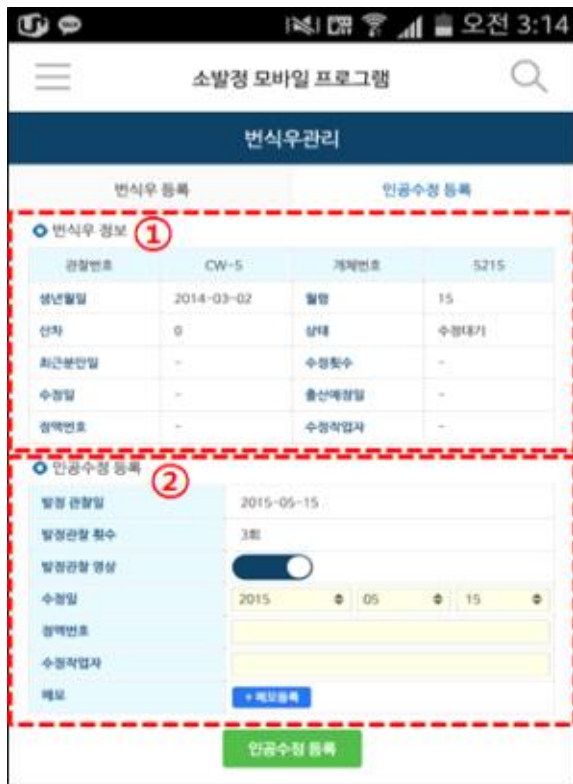 오전 3:14
소발정 모바일 프로그램
번식우관리
번식우 등록 인공수정 등록
번식우 정보 ①
관찰번호 CW-5 개체번호 5215
생년월일 2014-03-02 월령 15
산차 0 상태 수정대기
최근분만일 - 수정횟수 -
수정일 - 출산예정일 -
정액번호 - 수정작업자 -
인공수정 등록 ②
발정 관찰일 2015-05-15
발정관찰 횟수 3회
발정관찰 영상
수정일 2015 05 15
정액번호
수정작업자
메모 + 메모등록
인공수정 등록